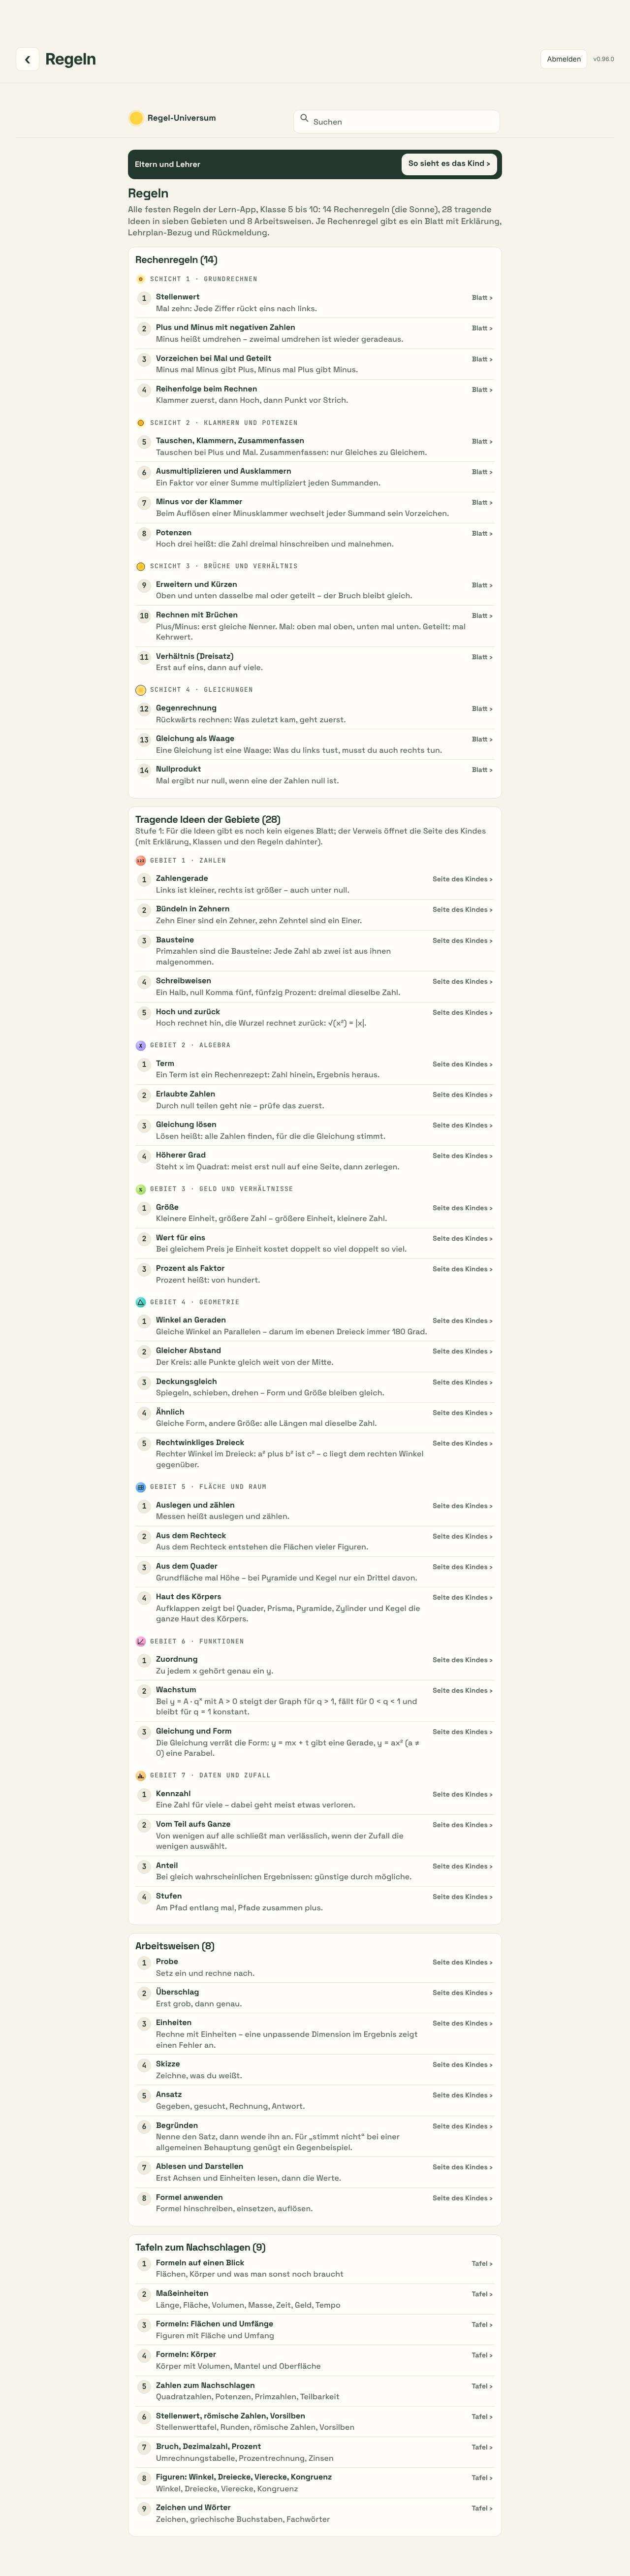 Regeln
Abmelden
v0.96.0
Regel-Universum
Suchen
Eltern und Lehrer
So sieht es das Kind >
Regeln
Alle festen Regeln der Lern-App, Klasse 5 bis 10: 14 Rechenregeln (die Sonne), 28 tragende
Ideen in sieben Gebieten und 8 Arbeitsweisen. Je Rechenregel gibt es ein Blatt mit Erklärung,
Lehrplan-Bezug und Rückmeldung.
Rechenregeln (14)
SCHICHT 1 · GRUNDRECHNEN
1 Stellenwert Blatt >
Mal zehn: Jede Ziffer rückt eins nach links.
2 Plus und Minus mit negativen Zahlen Blatt >
Minus heißt umdrehen – zweimal umdrehen ist wieder geradeaus.
3 Vorzeichen bei Mal und Geteilt Blatt >
Minus mal Minus gibt Plus, Minus mal Plus gibt Minus.
4 Reihenfolge beim Rechnen Blatt >
Klammer zuerst, dann Hoch, dann Punkt vor Strich.
SCHICHT 2 · KLAMMERN UND POTENZEN
5 Tauschen, Klammern, Zusammenfassen Blatt >
Tauschen bei Plus und Mal. Zusammenfassen: nur Gleiches zu Gleichem.
6 Ausmultiplizieren und Ausklammern Blatt >
Ein Faktor vor einer Summe multipliziert jeden Summanden.
7 Minus vor der Klammer Blatt >
Beim Auflösen einer Minusklammer wechselt jeder Summand sein Vorzeichen.
8 Potenzen Blatt >
Hoch drei heißt: die Zahl dreimal hinschreiben und malnehmen.
SCHICHT 3 · BRÜCHE UND VERHÄLTNIS
9 Erweitern und Kürzen Blatt >
Oben und unten dasselbe mal oder geteilt – der Bruch bleibt gleich.
10 Rechnen mit Brüchen Blatt >
Plus/Minus: erst gleiche Nenner. Mal: oben mal oben, unten mal unten. Geteilt: mal
Kehrwert.
11 Verhältnis (Dreisatz) Blatt >
Erst auf eins, dann auf viele.
SCHICHT 4 · GLEICHUNGEN
12 Gegenrechnung Blatt >
Rückwärts rechnen: Was zuletzt kam, geht zuerst.
13 Gleichung als Waage Blatt >
Eine Gleichung ist eine Waage: Was du links tust, musst du auch rechts tun.
14 Nullprodukt Blatt >
Mal ergibt nur null, wenn eine der Zahlen null ist.
Tragende Ideen der Gebiete (28)
Stufe 1: Für die Ideen gibt es noch kein eigenes Blatt; der Verweis öffnet die Seite des Kindes
(mit Erklärung, Klassen und den Regeln dahinter).
GEBIET 1 · ZAHLEN
1 Zahlengerade Seite des Kindes >
Links ist kleiner, rechts ist größer – auch unter null.
2 Bündeln in Zehnern Seite des Kindes >
Zehn Einer sind ein Zehner, zehn Zehntel sind ein Einer.
3 Bausteine Seite des Kindes >
Primzahlen sind die Bausteine: Jede Zahl ab zwei ist aus ihnen
malgenommen.
4 Schreibweisen Seite des Kindes >
Ein Halb, null Komma fünf, fünfzig Prozent: dreimal dieselbe Zahl.
5 Hoch und zurück Seite des Kindes >
Hoch rechnet hin, die Wurzel rechnet zurück: √(x²) = |x|.
GEBIET 2 · ALGEBRA
1 Term Seite des Kindes >
Ein Term ist ein Rechenrezept: Zahl hinein, Ergebnis heraus.
2 Erlaubte Zahlen Seite des Kindes >
Durch null teilen geht nie – prüfe das zuerst.
3 Gleichung lösen Seite des Kindes >
Lösen heißt: alle Zahlen finden, für die die Gleichung stimmt.
4 Höherer Grad Seite des Kindes >
Steht x im Quadrat: meist erst null auf eine Seite, dann zerlegen.
GEBIET 3 · GELD UND VERHÄLTNISSE
1 Größe Seite des Kindes >
Kleinere Einheit, größere Zahl – größere Einheit, kleinere Zahl.
2 Wert für eins Seite des Kindes >
Bei gleichem Preis je Einheit kostet doppelt so viel doppelt so viel.
3 Prozent als Faktor Seite des Kindes >
Prozent heißt: von hundert.
GEBIET 4 · GEOMETRIE
1 Winkel an Geraden Seite des Kindes >
Gleiche Winkel an Parallelen – darum im ebenen Dreieck immer 180 Grad.
2 Gleicher Abstand Seite des Kindes >
Der Kreis: alle Punkte gleich weit von der Mitte.
3 Deckungsgleich Seite des Kindes >
Spiegeln, schieben, drehen – Form und Größe bleiben gleich.
4 Ähnlich Seite des Kindes >
Gleiche Form, andere Größe: alle Längen mal dieselbe Zahl.
5 Rechtwinkliges Dreieck Seite des Kindes >
Rechter Winkel im Dreieck: a² plus b² ist c² – c liegt dem rechten Winkel
gegenüber.
GEBIET 5 · FLÄCHE UND RAUM
1 Auslegen und zählen Seite des Kindes >
Messen heißt auslegen und zählen.
2 Aus dem Rechteck Seite des Kindes >
Aus dem Rechteck entstehen die Flächen vieler Figuren.
3 Aus dem Quader Seite des Kindes >
Grundfläche mal Höhe – bei Pyramide und Kegel nur ein Drittel davon.
4 Haut des Körpers Seite des Kindes >
Aufklappen zeigt bei Quader, Prisma, Pyramide, Zylinder und Kegel die
ganze Haut des Körpers.
GEBIET 6 · FUNKTIONEN
1 Zuordnung Seite des Kindes >
Zu jedem x gehört genau ein y.
2 Wachstum Seite des Kindes >
Bei y = A · qˣ mit A > 0 steigt der Graph für q > 1, fällt für 0 < q < 1 und
bleibt für q = 1 konstant.
3 Gleichung und Form Seite des Kindes >
Die Gleichung verrät die Form: y = mx + t gibt eine Gerade, y = ax² (a ≠
0) eine Parabel.
GEBIET 7 · DATEN UND ZUFALL
1 Kennzahl Seite des Kindes >
Eine Zahl für viele – dabei geht meist etwas verloren.
2 Vom Teil aufs Ganze Seite des Kindes >
Von wenigen auf alle schließt man verlässlich, wenn der Zufall die
wenigen auswählt.
3 Anteil Seite des Kindes >
Bei gleich wahrscheinlichen Ergebnissen: günstige durch mögliche.
4 Stufen Seite des Kindes >
Am Pfad entlang mal, Pfade zusammen plus.
Arbeitsweisen (8)
1 Probe Seite des Kindes >
Setz ein und rechne nach.
2 Überschlag Seite des Kindes >
Erst grob, dann genau.
3 Einheiten Seite des Kindes >
Rechne mit Einheiten – eine unpassende Dimension im Ergebnis zeigt
einen Fehler an.
4 Skizze Seite des Kindes >
Zeichne, was du weißt.
5 Ansatz Seite des Kindes >
Gegeben, gesucht, Rechnung, Antwort.
6 Begründen Seite des Kindes >
Nenne den Satz, dann wende ihn an. Für „stimmt nicht“ bei einer
allgemeinen Behauptung genügt ein Gegenbeispiel.
7 Ablesen und Darstellen Seite des Kindes >
Erst Achsen und Einheiten lesen, dann die Werte.
8 Formel anwenden Seite des Kindes >
Formel hinschreiben, einsetzen, auflösen.
Tafeln zum Nachschlagen (9)
1 Formeln auf einen Blick Tafel >
Flächen, Körper und was man sonst noch braucht
2 Maßeinheiten Tafel >
Länge, Fläche, Volumen, Masse, Zeit, Geld, Tempo
3 Formeln: Flächen und Umfänge Tafel >
Figuren mit Fläche und Umfang
4 Formeln: Körper Tafel >
Körper mit Volumen, Mantel und Oberfläche
5 Zahlen zum Nachschlagen Tafel >
Quadratzahlen, Potenzen, Primzahlen, Teilbarkeit
6 Stellenwert, römische Zahlen, Vorsilben Tafel >
Stellenwerttafel, Runden, römische Zahlen, Vorsilben
7 Bruch, Dezimalzahl, Prozent Tafel >
Umrechnungstabelle, Prozentrechnung, Zinsen
8 Figuren: Winkel, Dreiecke, Vierecke, Kongruenz Tafel >
Winkel, Dreiecke, Vierecke, Kongruenz
9 Zeichen und Wörter Tafel >
Zeichen, griechische Buchstaben, Fachwörter